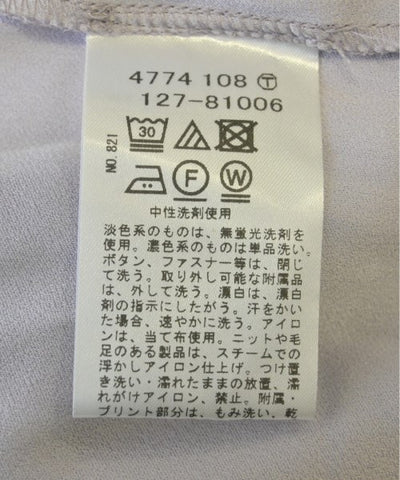 4774 108 Ⓣ
127-81006
NO.821
30
F W
中性洗剤使用
淡色系のものは、無蛍光洗剤を
使用。濃色系のものは単品洗い。
ボタン、ファスナー等は、閉じ
て洗う。取り外し可能な附属品
は、外して洗う。漂白は、漂白
剤の指示にしたがう。汗をかい
た場合、速やかに洗う。アイロ
ンは、当て布使用。ニットや毛
足のある製品は、スチームでの
浮かしアイロン仕上げ。つけ置
き洗い・濡れたままの放置、濡
れがけアイロン、禁止。附属・
プリント部分は、もみ洗い、乾